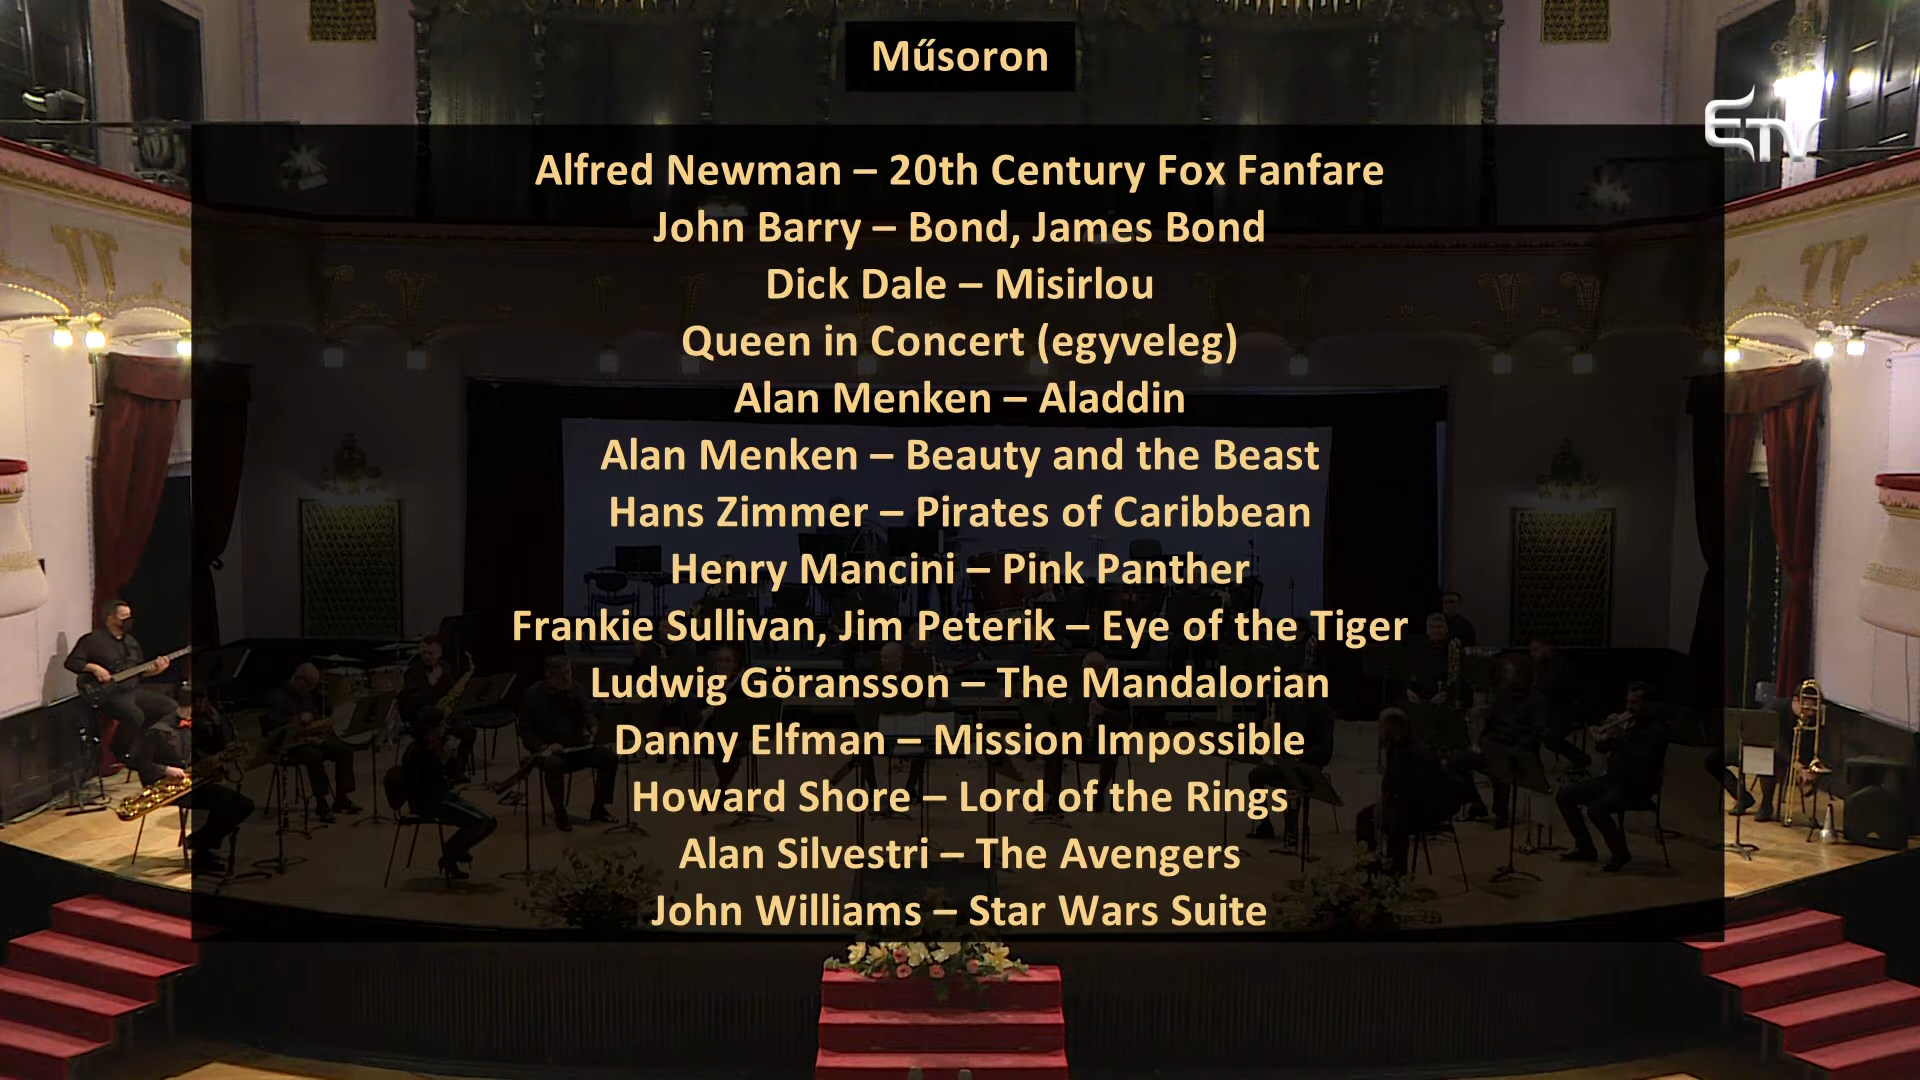 Műsoron
ETV
Alfred Newman – 20th Century Fox Fanfare
John Barry – Bond, James Bond
Dick Dale – Misirlou
Queen in Concert (egyveleg)
Alan Menken – Aladdin
Alan Menken – Beauty and the Beast
Hans Zimmer – Pirates of Caribbean
Henry Mancini – Pink Panther
Frankie Sullivan, Jim Peterik – Eye of the Tiger
Ludwig Göransson – The Mandalorian
Danny Elfman – Mission Impossible
Howard Shore – Lord of the Rings
Alan Silvestri – The Avengers
John Williams – Star Wars Suite